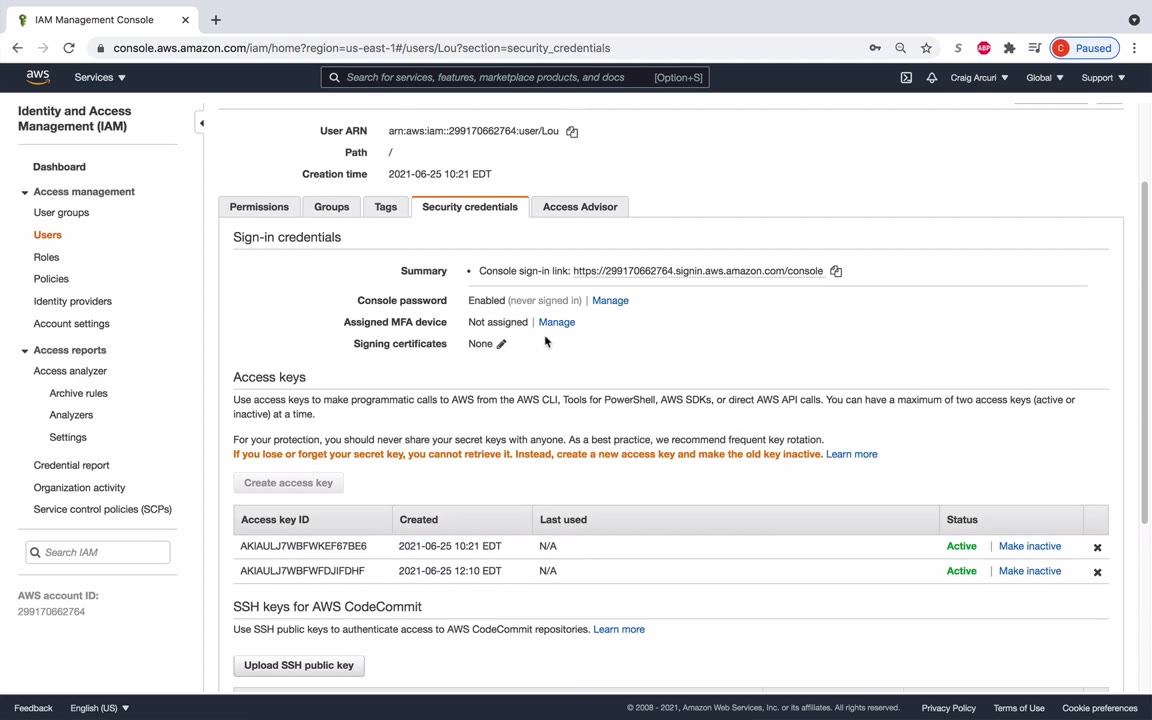 IAM Management Console
console.aws.amazon.com/iam/home?region=us-east-1#/users/Lou?section=security_credentials
S
ABP
C Paused
aws Services Search for services, features, marketplace products, and docs [Option+S] Craig Arcuri Global Support
Identity and Access
Management (IAM)
Dashboard
Access management
User groups
Users
Roles
Policies
Identity providers
Account settings
Access reports
Access analyzer
Archive rules
Analyzers
Settings
Credential report
Organization activity
Service control policies (SCPs)
Search IAM
AWS account ID:
299170662764
User ARN arn:aws:iam::299170662764:user/Lou
Path /
Creation time 2021-06-25 10:21 EDT
Permissions Groups Tags Security credentials Access Advisor
Sign-in credentials
Summary • Console sign-in link: https://299170662764.signin.aws.amazon.com/console
Console password Enabled (never signed in) | Manage
Assigned MFA device Not assigned | Manage
Signing certificates None
Access keys
Use access keys to make programmatic calls to AWS from the AWS CLI, Tools for PowerShell, AWS SDKs, or direct AWS API calls. You can have a maximum of two access keys (active or
inactive) at a time.
For your protection, you should never share your secret keys with anyone. As a best practice, we recommend frequent key rotation.
If you lose or forget your secret key, you cannot retrieve it. Instead, create a new access key and make the old key inactive. Learn more
Create access key
Access key ID Created Last used Status
AKIAULJ7WBFWKEF67BE6 2021-06-25 10:21 EDT N/A Active | Make inactive
AKIAULJ7WBFWFDJIFDHF 2021-06-25 12:10 EDT N/A Active | Make inactive
SSH keys for AWS CodeCommit
Use SSH public keys to authenticate access to AWS CodeCommit repositories. Learn more
Upload SSH public key
Feedback English (US) © 2008 - 2021, Amazon Web Services, Inc. or its affiliates. All rights reserved. Privacy Policy Terms of Use Cookie preferences